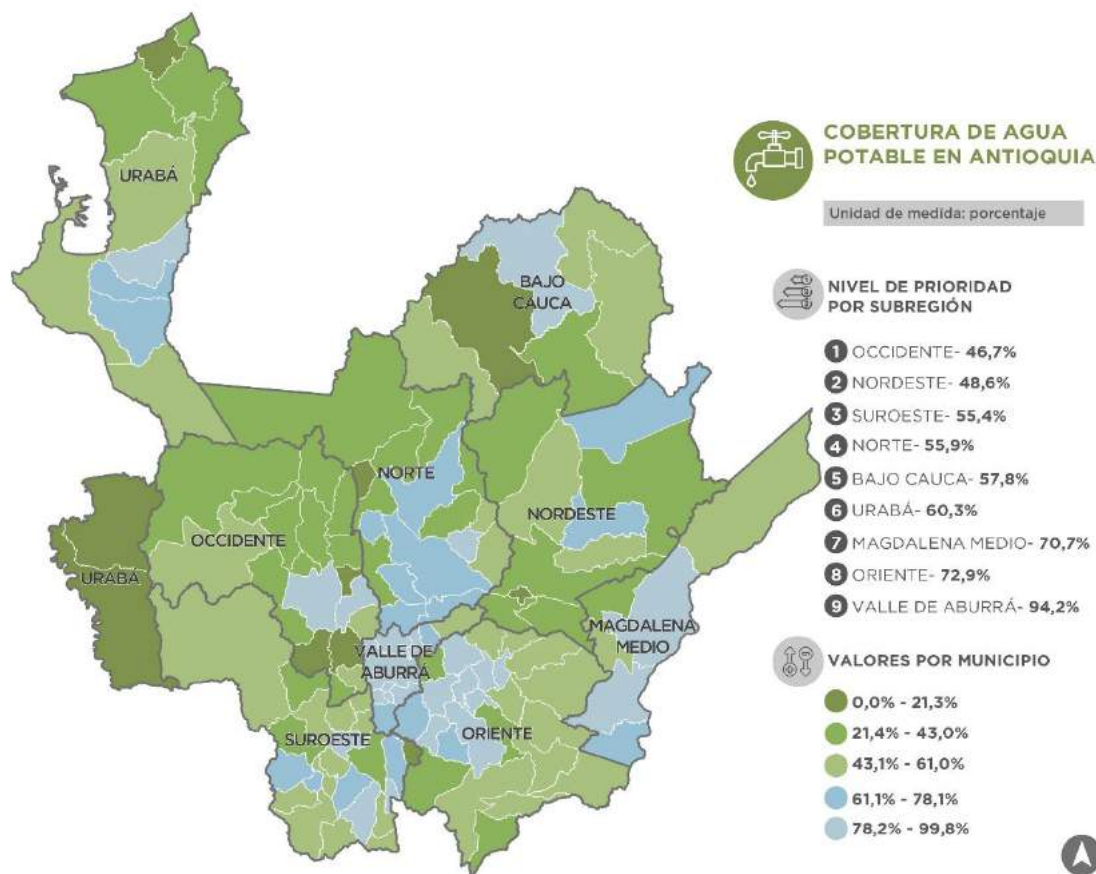 COBERTURA DE AGUA
POTABLE EN ANTIOQUIA
Unidad de medida: porcentaje
NIVEL DE PRIORIDAD
POR SUBREGIÓN
1 OCCIDENTE- 46,7%
2 NORDESTE- 48,6%
3 SUROESTE- 55,4%
4 NORTE- 55,9%
5 BAJO CAUCA- 57,8%
6 URABÁ- 60,3%
7 MAGDALENA MEDIO- 70,7%
8 ORIENTE- 72,9%
9 VALLE DE ABURRÁ- 94,2%
VALORES POR MUNICIPIO
0,0% - 21,3%
21,4% - 43,0%
43,1% - 61,0%
61,1% - 78,1%
78,2% - 99,8%
URABÁ
BAJO
CAUCA
NORTE
NORDESTE
OCCIDENTE
URABÁ
MAGDALENA
MEDIO
VALLE DE
ABURRÁ
SUROESTE
ORIENTE